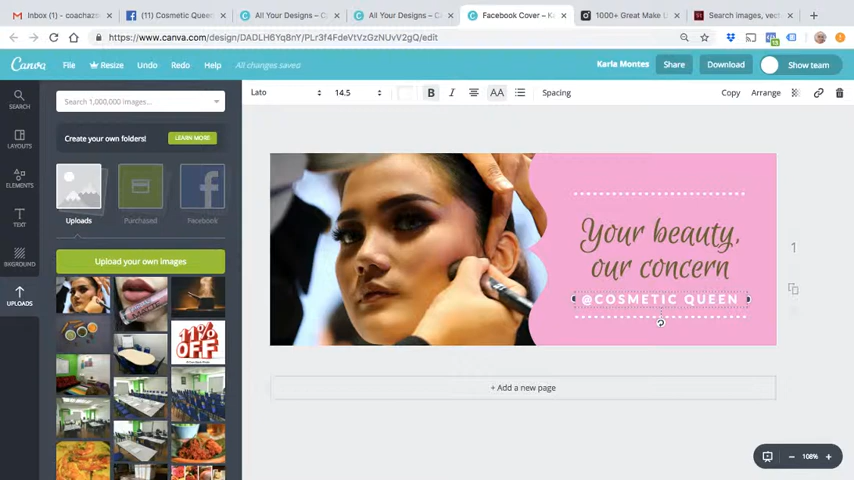 Inbox (1) – coachazs
(11) Cosmetic Quee
All Your Designs – C
All Your Designs – C
Facebook Cover – K
1000+ Great Make U
Search images, vect
https://www.canva.com/design/DADLH6Yq8nY/PLr3f4FdeVtVzGzNUvV2gQ/edit
Canva
File
Resize
Undo
Redo
Help
All changes saved
Karla Montes
Share
Download
Show team
Search 1,000,000 images...
Lato
14.5
B
I
AA
Spacing
Copy
Arrange
SEARCH
LAYOUTS
ELEMENTS
TEXT
BKGROUND
UPLOADS
Create your own folders!
LEARN MORE
Uploads
Purchased
Facebook
Upload your own images
11%
OFF
Your beauty,
our concern
@COSMETIC QUEEN
1
+ Add a new page
108%